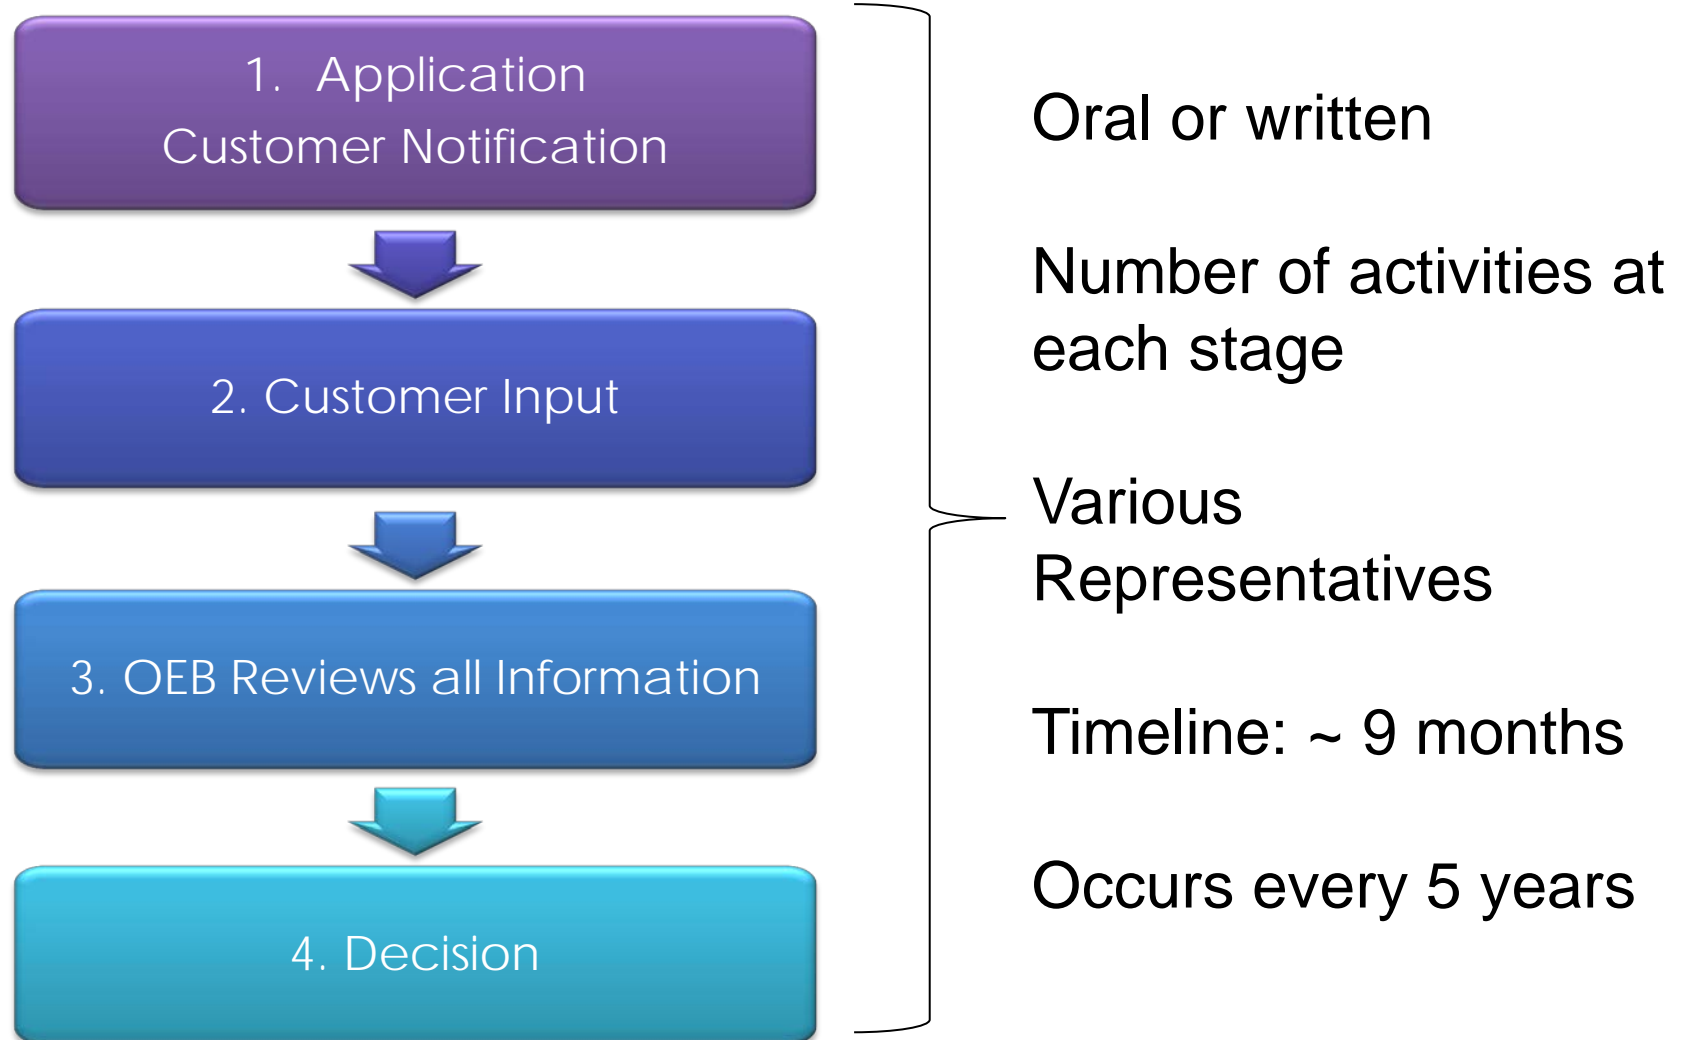 1. Application
Customer Notification
2. Customer Input
3. OEB Reviews all Information
4. Decision
Oral or written
Number of activities at
each stage
Various
Representatives
Timeline: ~ 9 months
Occurs every 5 years